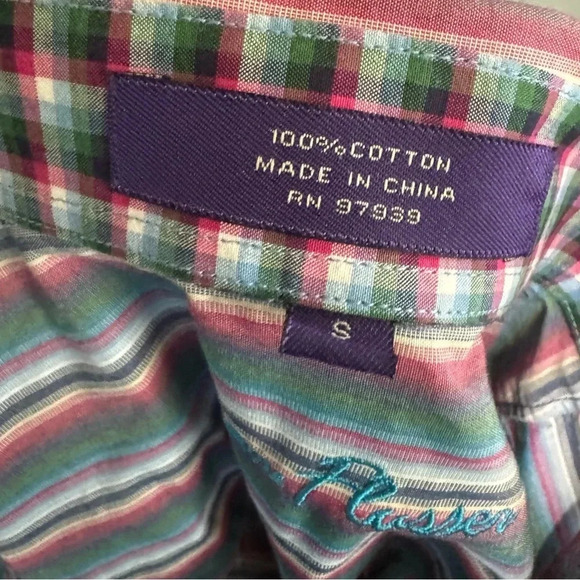 100% COTTON
MADE IN CHINA
RN 97939
S
Flusser